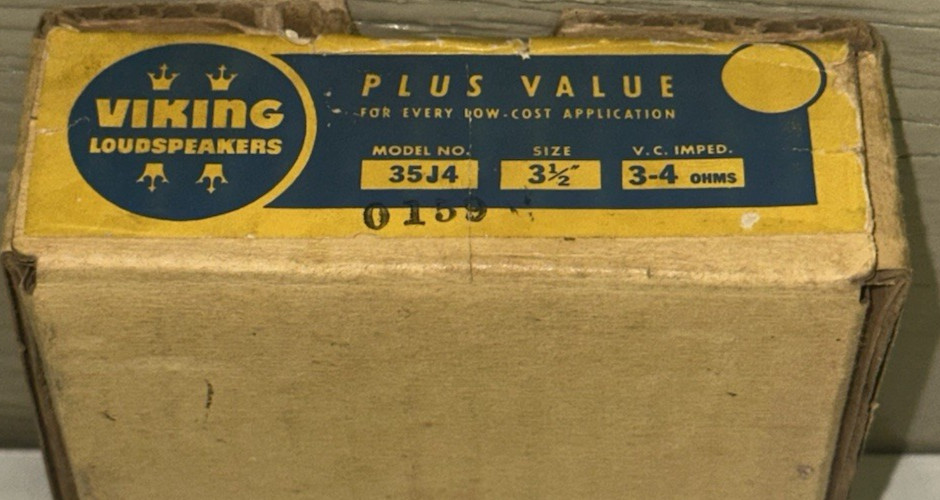 VIKING
LOUDSPEAKERS
PLUS VALUE
FOR EVERY LOW-COST APPLICATION
MODEL NO. SIZE V.C. IMPED.
35J4 3½" 3-4 OHMS
0159